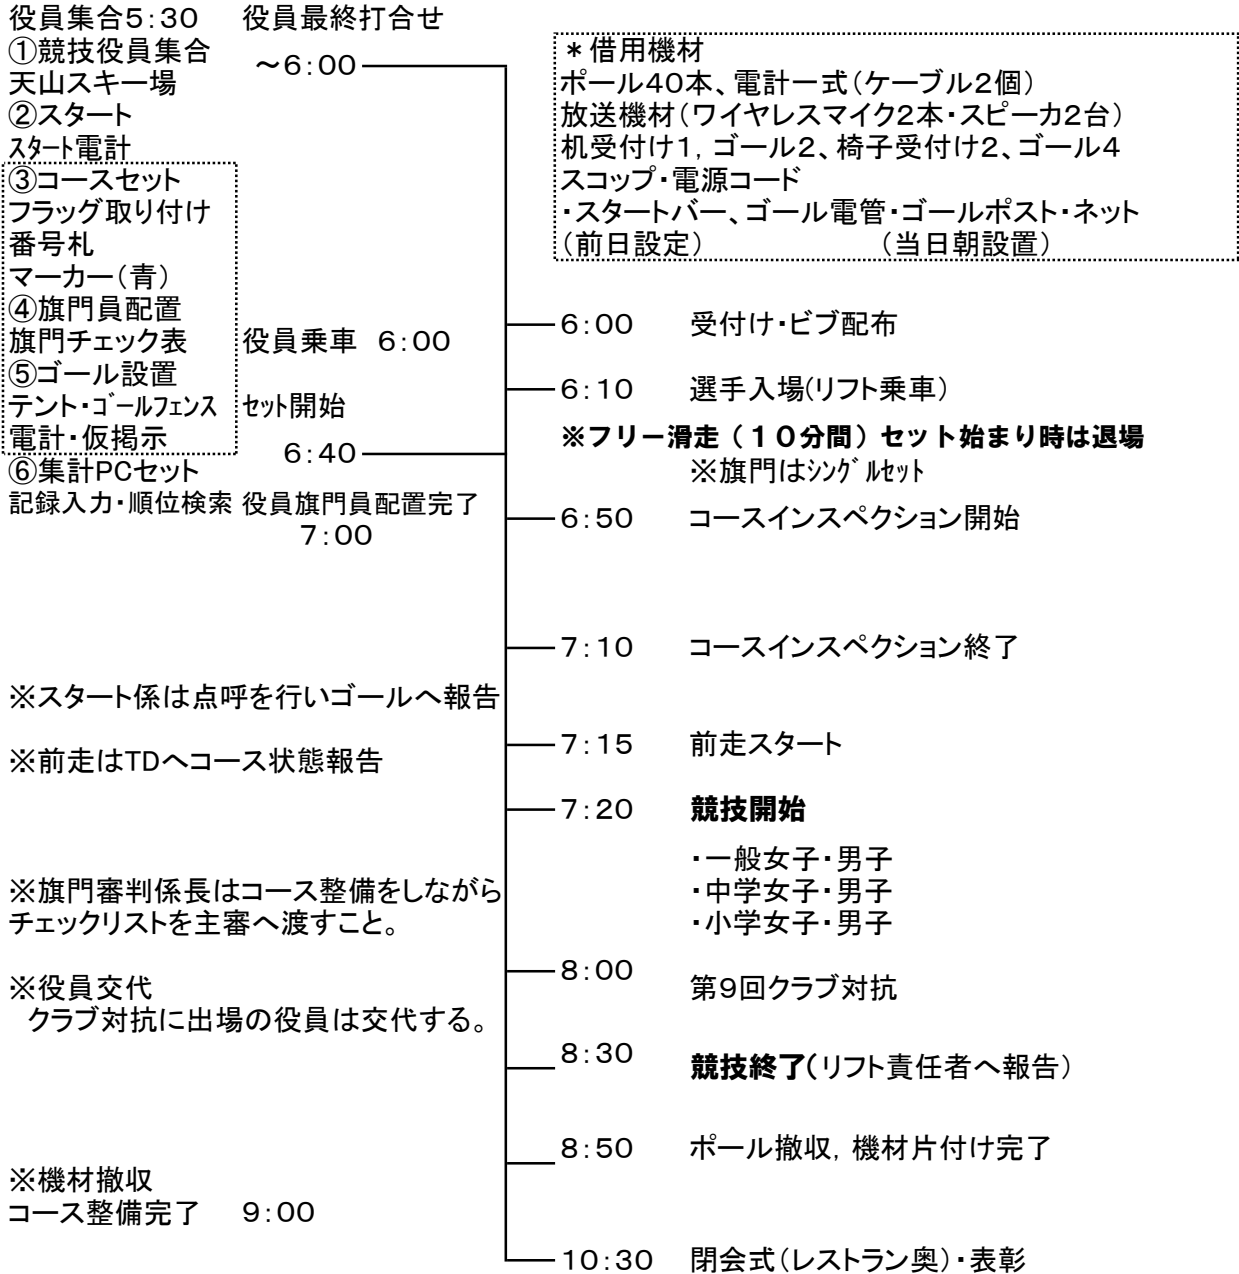 役員集合5:30 役員最終打合せ
①競技役員集合
～6:00
天山スキー場
②スタート
スタート電計
③コースセット
フラッグ取り付け
番号札
マーカー（青）
④旗門員配置
旗門チェック表 役員乗車 6:00
⑤ゴール設置
テント・ゴールフェンス セット開始
電計・仮掲示
6:40
⑥集計PCセット
記録入力・順位検索 役員旗門員配置完了
7:00
＊借用機材
ポール40本、電計一式（ケーブル2個）
放送機材（ワイヤレスマイク2本・スピーカ2台）
机受付け1，ゴール2、椅子受付け2、ゴール4
スコップ・電源コード
・スタートバー、ゴール電管・ゴールポスト・ネット
（前日設定） （当日朝設置）
6:00 受付け・ビブ配布
6:10 選手入場(リフト乗車）
※フリー滑走（１０分間）セット始まり時は退場
※旗門はシングルセット
6:50 コースインスペクション開始
7:10 コースインスペクション終了
※スタート係は点呼を行いゴールへ報告
7:15 前走スタート
※前走はTDへコース状態報告
7:20 競技開始
・一般女子・男子
・中学女子・男子
・小学女子・男子
※旗門審判係長はコース整備をしながら
チェックリストを主審へ渡すこと。
8:00 第9回クラブ対抗
※役員交代
クラブ対抗に出場の役員は交代する。
8:30 競技終了(リフト責任者へ報告）
8:50 ポール撤収，機材片付け完了
※機材撤収
コース整備完了 9:00
10:30 閉会式（レストラン奥）・表彰